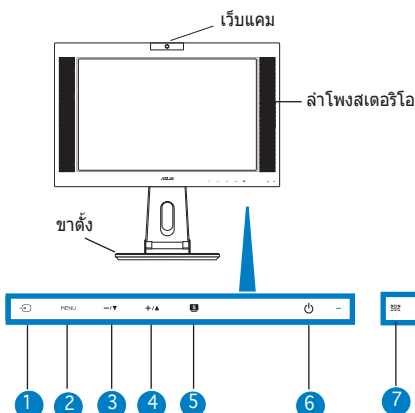 เว็บแคม
ลำโพงสเตอริโอ
ASUS
ขาตั้ง
MENU −/▼ +/▲ S
1 2 3 4 5 6 7